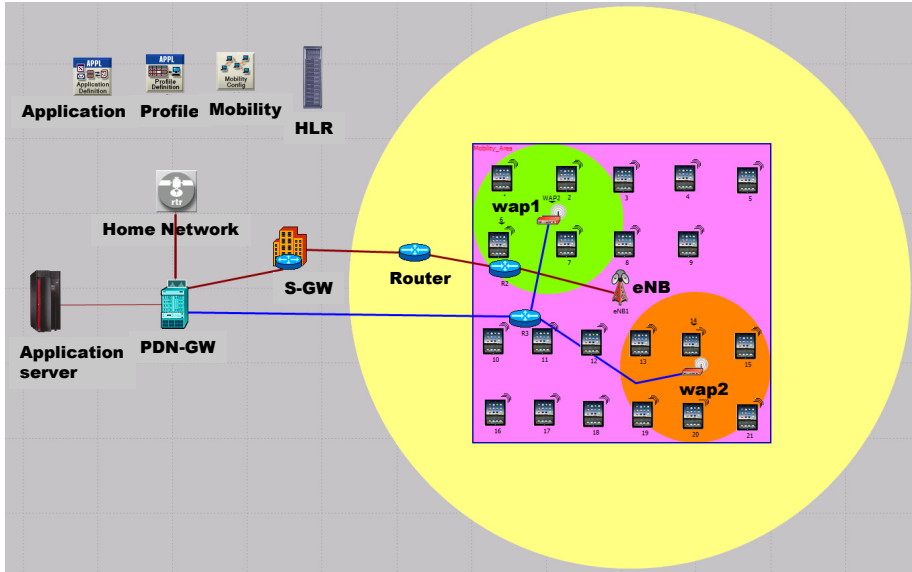 APPL
Application
Definition
APPL
Profile
Definition
Mobility
Config
Application
Profile
Mobility
HLR
Mobility_Area
2
3
4
5
wap1
WAP2
6
7
8
9
rtr
Home Network
S-GW
Router
R2
eNB
eNB1
R3
14
Application
server
PDN-GW
10
11
12
13
15
wap2
16
17
18
19
20
21